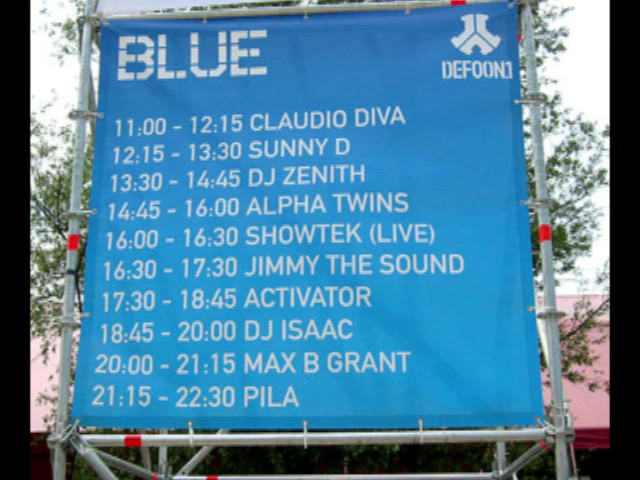 BLUE
DEFQON.1
11:00 - 12:15 CLAUDIO DIVA
12:15 - 13:30 SUNNY D
13:30 - 14:45 DJ ZENITH
14:45 - 16:00 ALPHA TWINS
16:00 - 16:30 SHOWTEK (LIVE)
16:30 - 17:30 JIMMY THE SOUND
17:30 - 18:45 ACTIVATOR
18:45 - 20:00 DJ ISAAC
20:00 - 21:15 MAX B GRANT
21:15 - 22:30 PILA